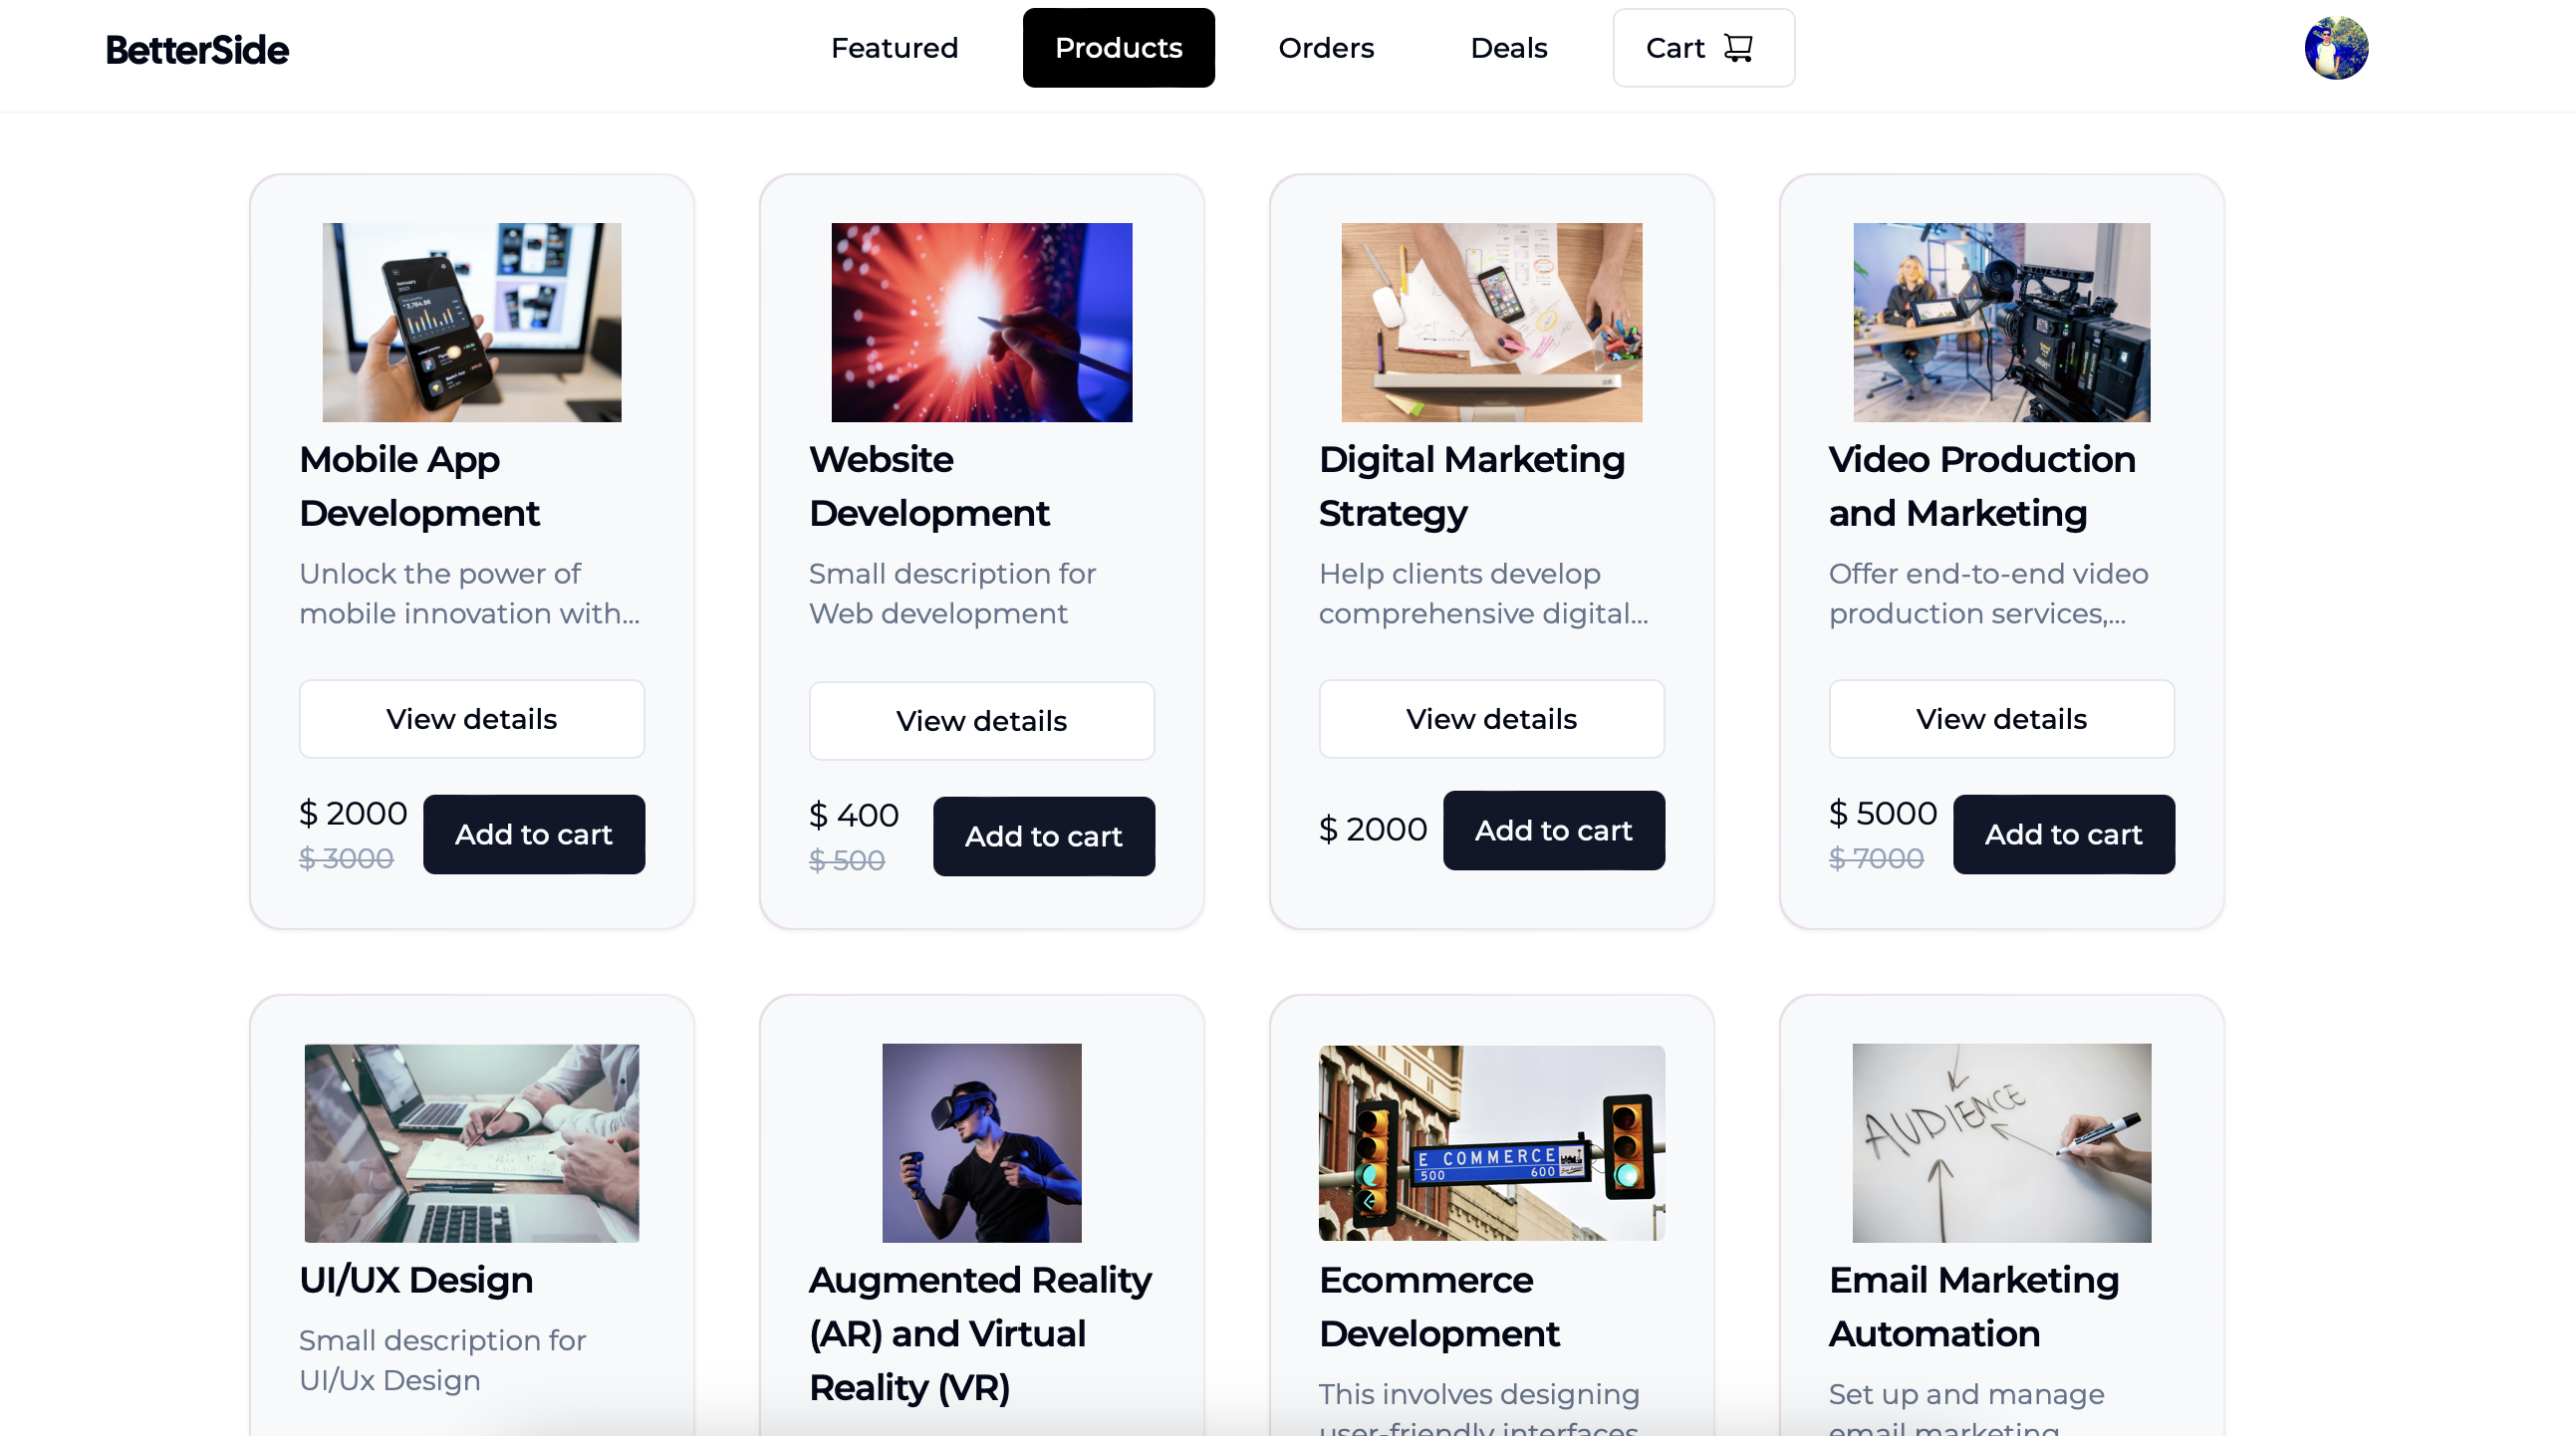 BetterSide
Featured
Products
Orders
Deals
Cart
Mobile App
Development
Unlock the power of
mobile innovation with...
View details
$ 2000
$ 3000
Add to cart
Website
Development
Small description for
Web development
View details
$ 400
$ 500
Add to cart
Digital Marketing
Strategy
Help clients develop
comprehensive digital...
View details
$ 2000
Add to cart
Video Production
and Marketing
Offer end-to-end video
production services,...
View details
$ 5000
$ 7000
Add to cart
UI/UX Design
Small description for
UI/Ux Design
Augmented Reality
(AR) and Virtual
Reality (VR)
E COMMERCE
500 600
Ecommerce
Development
This involves designing
user-friendly interfaces
AUDIENCE
Email Marketing
Automation
Set up and manage
email marketing